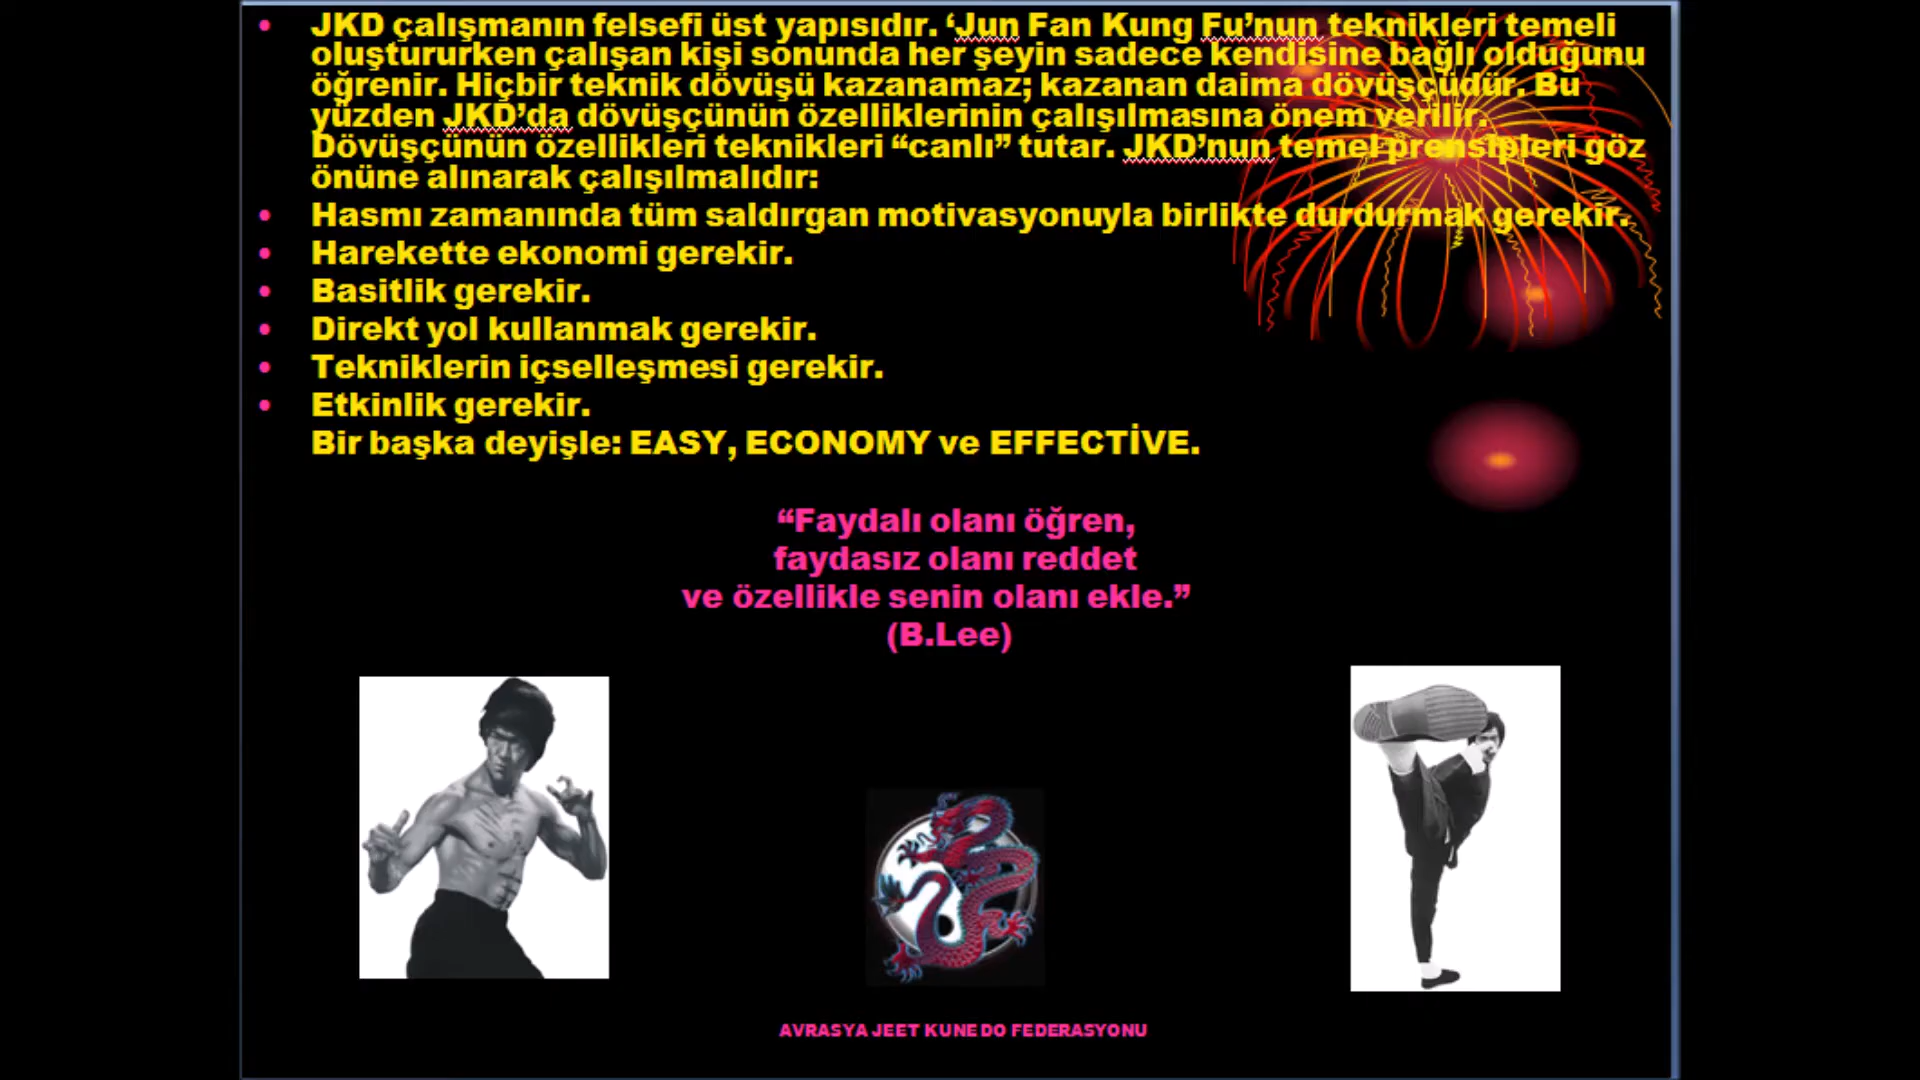 JKD çalışmanın felsefi üst yapısıdır. ‘Jun Fan Kung Fu’nun teknikleri temeli
oluştururken çalışan kişi sonunda her şeyin sadece kendisine bağlı olduğunu
öğrenir. Hiçbir teknik dövüşü kazanamaz; kazanan daima dövüşçüdür. Bu
yüzden JKD’da dövüşçünün özelliklerinin çalışılmasına önem verilir.
Dövüşçünün özellikleri teknikleri “canlı” tutar. JKD’nun temel prensipleri göz
önüne alınarak çalışılmalıdır:
Hasmı zamanında tüm saldırgan motivasyonuyla birlikte durdurmak gerekir.
Harekette ekonomi gerekir.
Basitlik gerekir.
Direkt yol kullanmak gerekir.
Tekniklerin içselleşmesi gerekir.
Etkinlik gerekir.
Bir başka deyişle: EASY, ECONOMY ve EFFECTİVE.
“Faydalı olanı öğren,
faydasız olanı reddet
ve özellikle senin olanı ekle.”
(B.Lee)
AVRASYA JEET KUNE DO FEDERASYONU